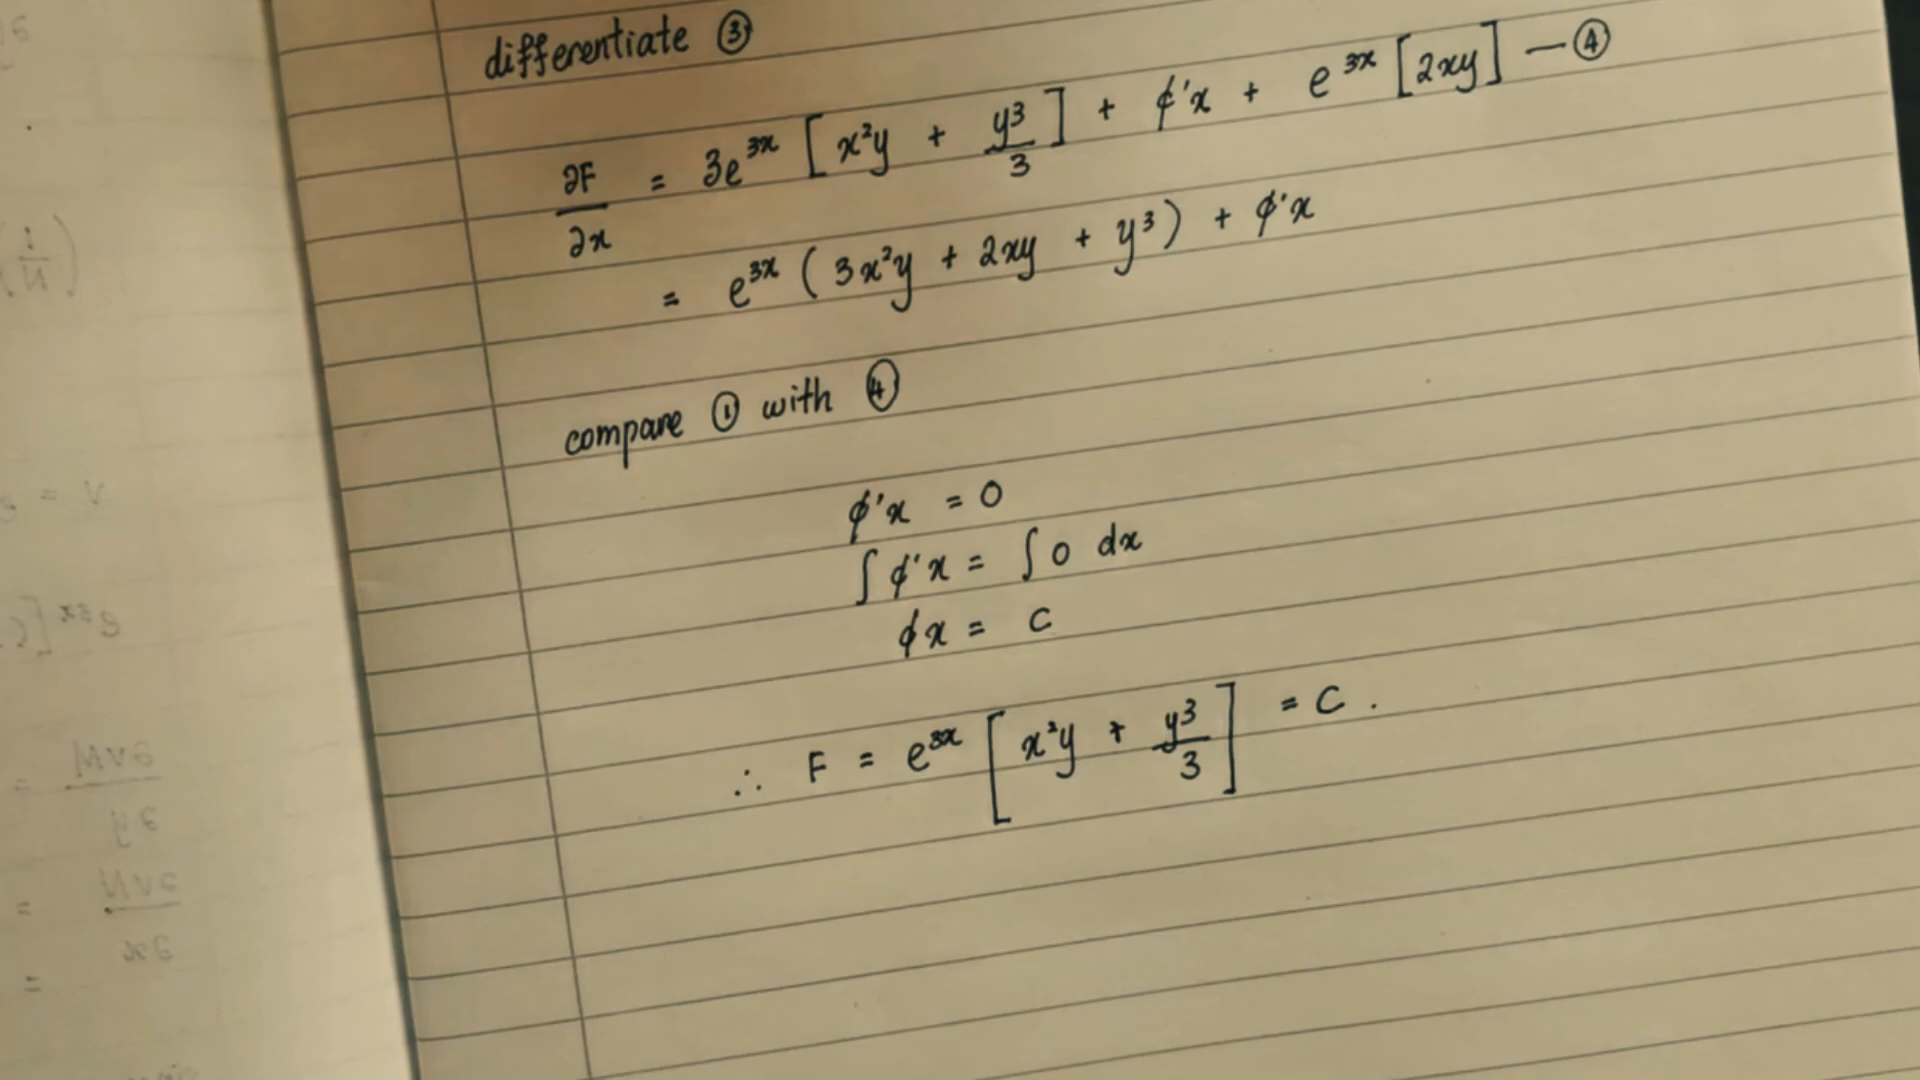 differentiate ③
∂F/∂x = 3e^3x [x²y + y³/3] + ϕ'x + e^3x [2xy] — ④
= e^3x (3x²y + 2xy + y³) + ϕ'x
compare ① with ④
ϕ'x = 0
∫ ϕ'x = ∫ 0 dx
ϕx = C
∴ F = e^3x [x²y + y³/3] = C.